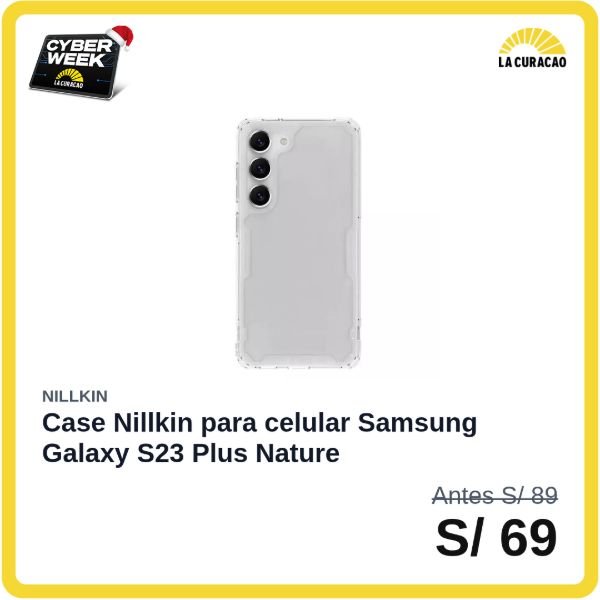 CYBER
WEEK
LA CURACAO
LA CURACAO
NILLKIN
Case Nillkin para celular Samsung
Galaxy S23 Plus Nature
Antes S/ 89
S/ 69